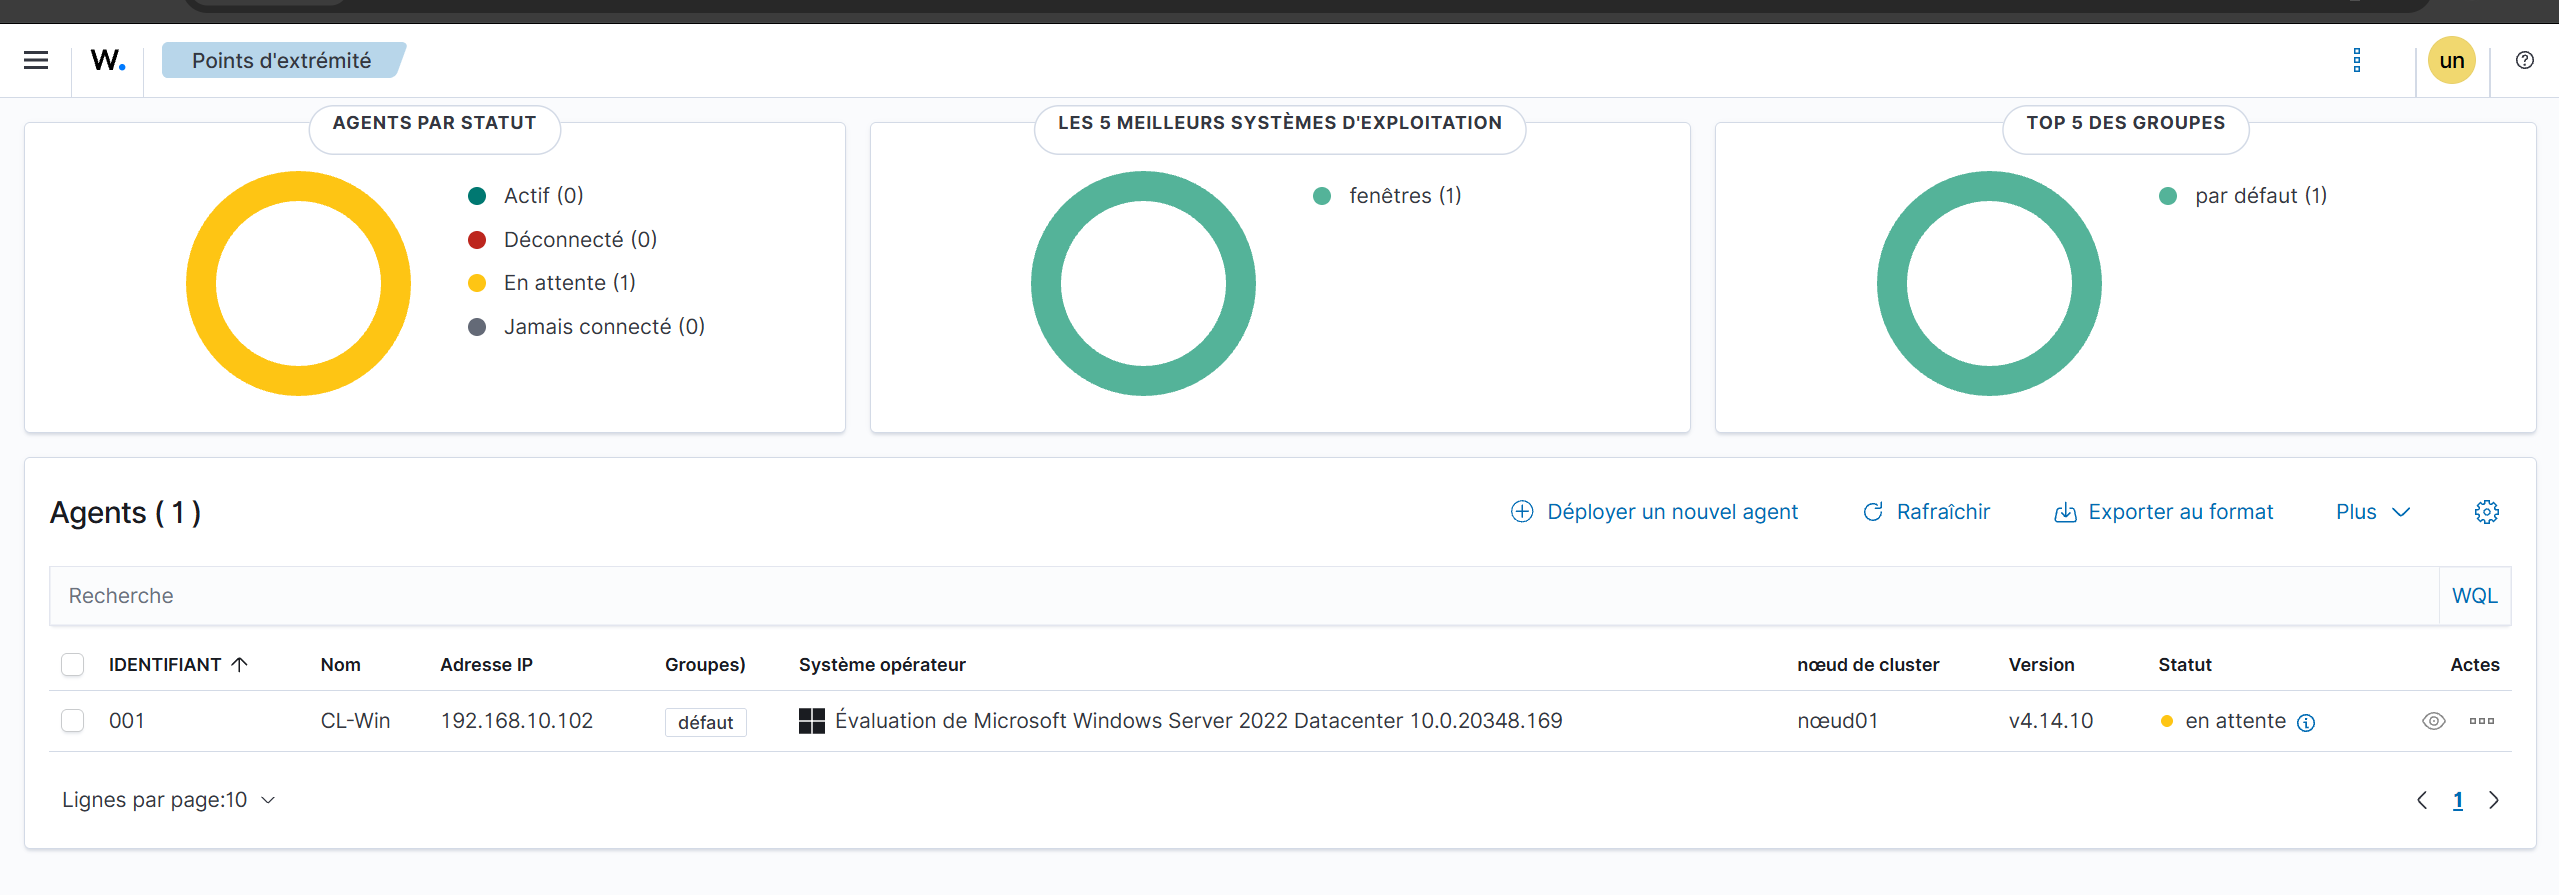 W. Points d'extrémité un
AGENTS PAR STATUT
Actif (0)
Déconnecté (0)
En attente (1)
Jamais connecté (0)
LES 5 MEILLEURS SYSTÈMES D'EXPLOITATION
fenêtres (1)
TOP 5 DES GROUPES
par défaut (1)
Agents ( 1 ) Déployer un nouvel agent Rafraîchir Exporter au format Plus
Recherche WQL
IDENTIFIANT Nom Adresse IP Groupes) Système opérateur nœud de cluster Version Statut Actes
001 CL-Win 192.168.10.102 défaut Évaluation de Microsoft Windows Server 2022 Datacenter 10.0.20348.169 nœud01 v4.14.10 en attente
Lignes par page:10 1